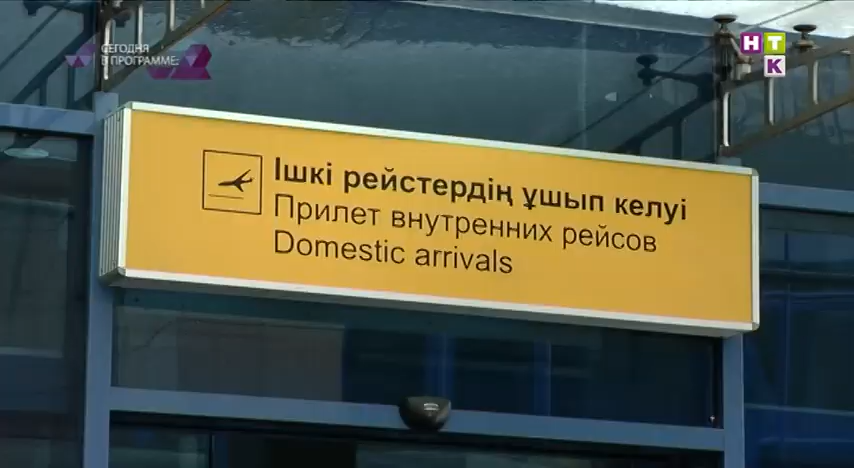 СЕГОДНЯ
В ПРОГРАММЕ
НТК
Ішкі рейстердің ұшып келуі
Прилет внутренних рейсов
Domestic arrivals